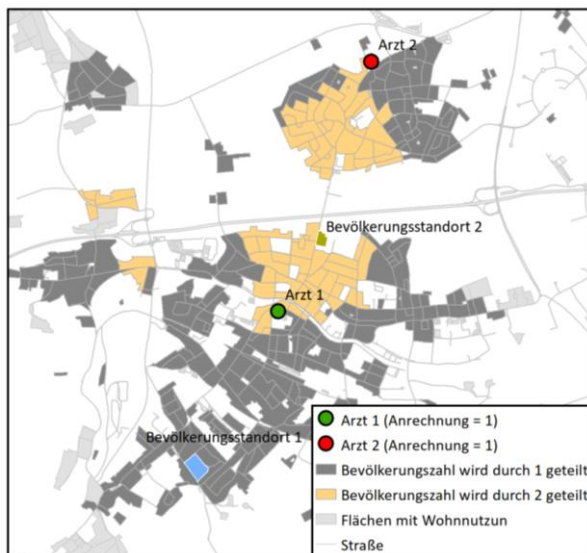 Arzt 2
Bevölkerungsstandort 2
Arzt 1
Bevölkerungsstandort 1
Arzt 1 (Anrechnung = 1)
Arzt 2 (Anrechnung = 1)
Bevölkerungszahl wird durch 1 geteilt
Bevölkerungszahl wird durch 2 geteilt
Flächen mit Wohnnutzun
Straße